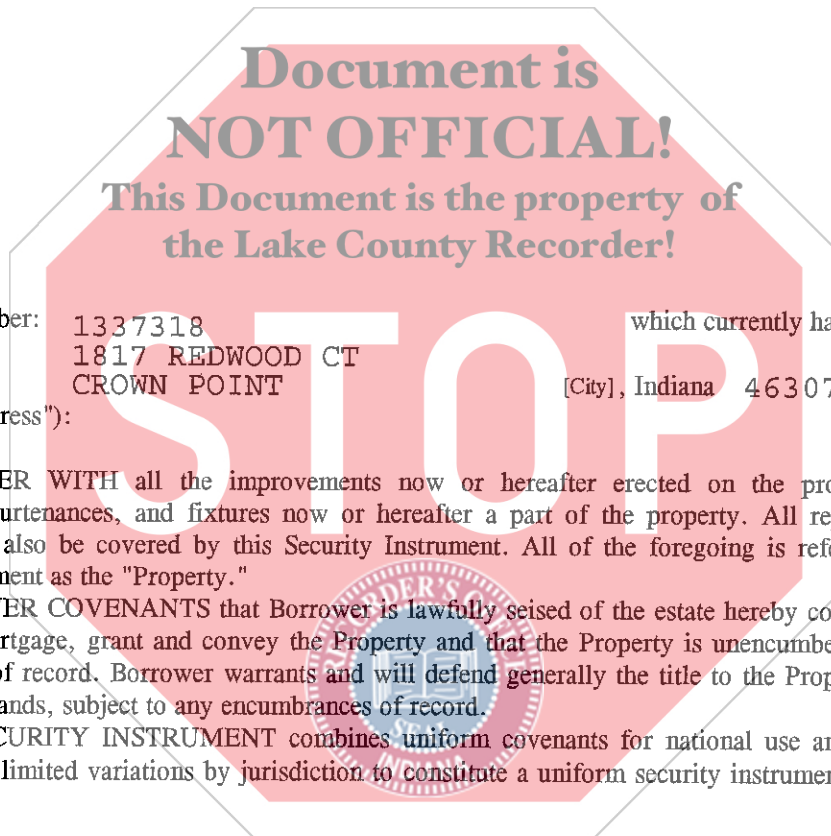 Document is
NOT OFFICIAL!
This Document is the property of
the Lake County Recorder!
STOP
ber: 1337318 which currently ha
1817 REDWOOD CT
CROWN POINT [City], Indiana 46307
ress"):
ER WITH all the improvements now or hereafter erected on the pro
urtenances, and fixtures now or hereafter a part of the property. All re
also be covered by this Security Instrument. All of the foregoing is refe
ment as the "Property."
ER COVENANTS that Borrower is lawfully seised of the estate hereby co
rtgage, grant and convey the Property and that the Property is unencumbe
of record. Borrower warrants and will defend generally the title to the Prop
ands, subject to any encumbrances of record.
CURITY INSTRUMENT combines uniform covenants for national use an
limited variations by jurisdiction to constitute a uniform security instrumen
RECORDER'S OFFICE
SEAL
INDIANA